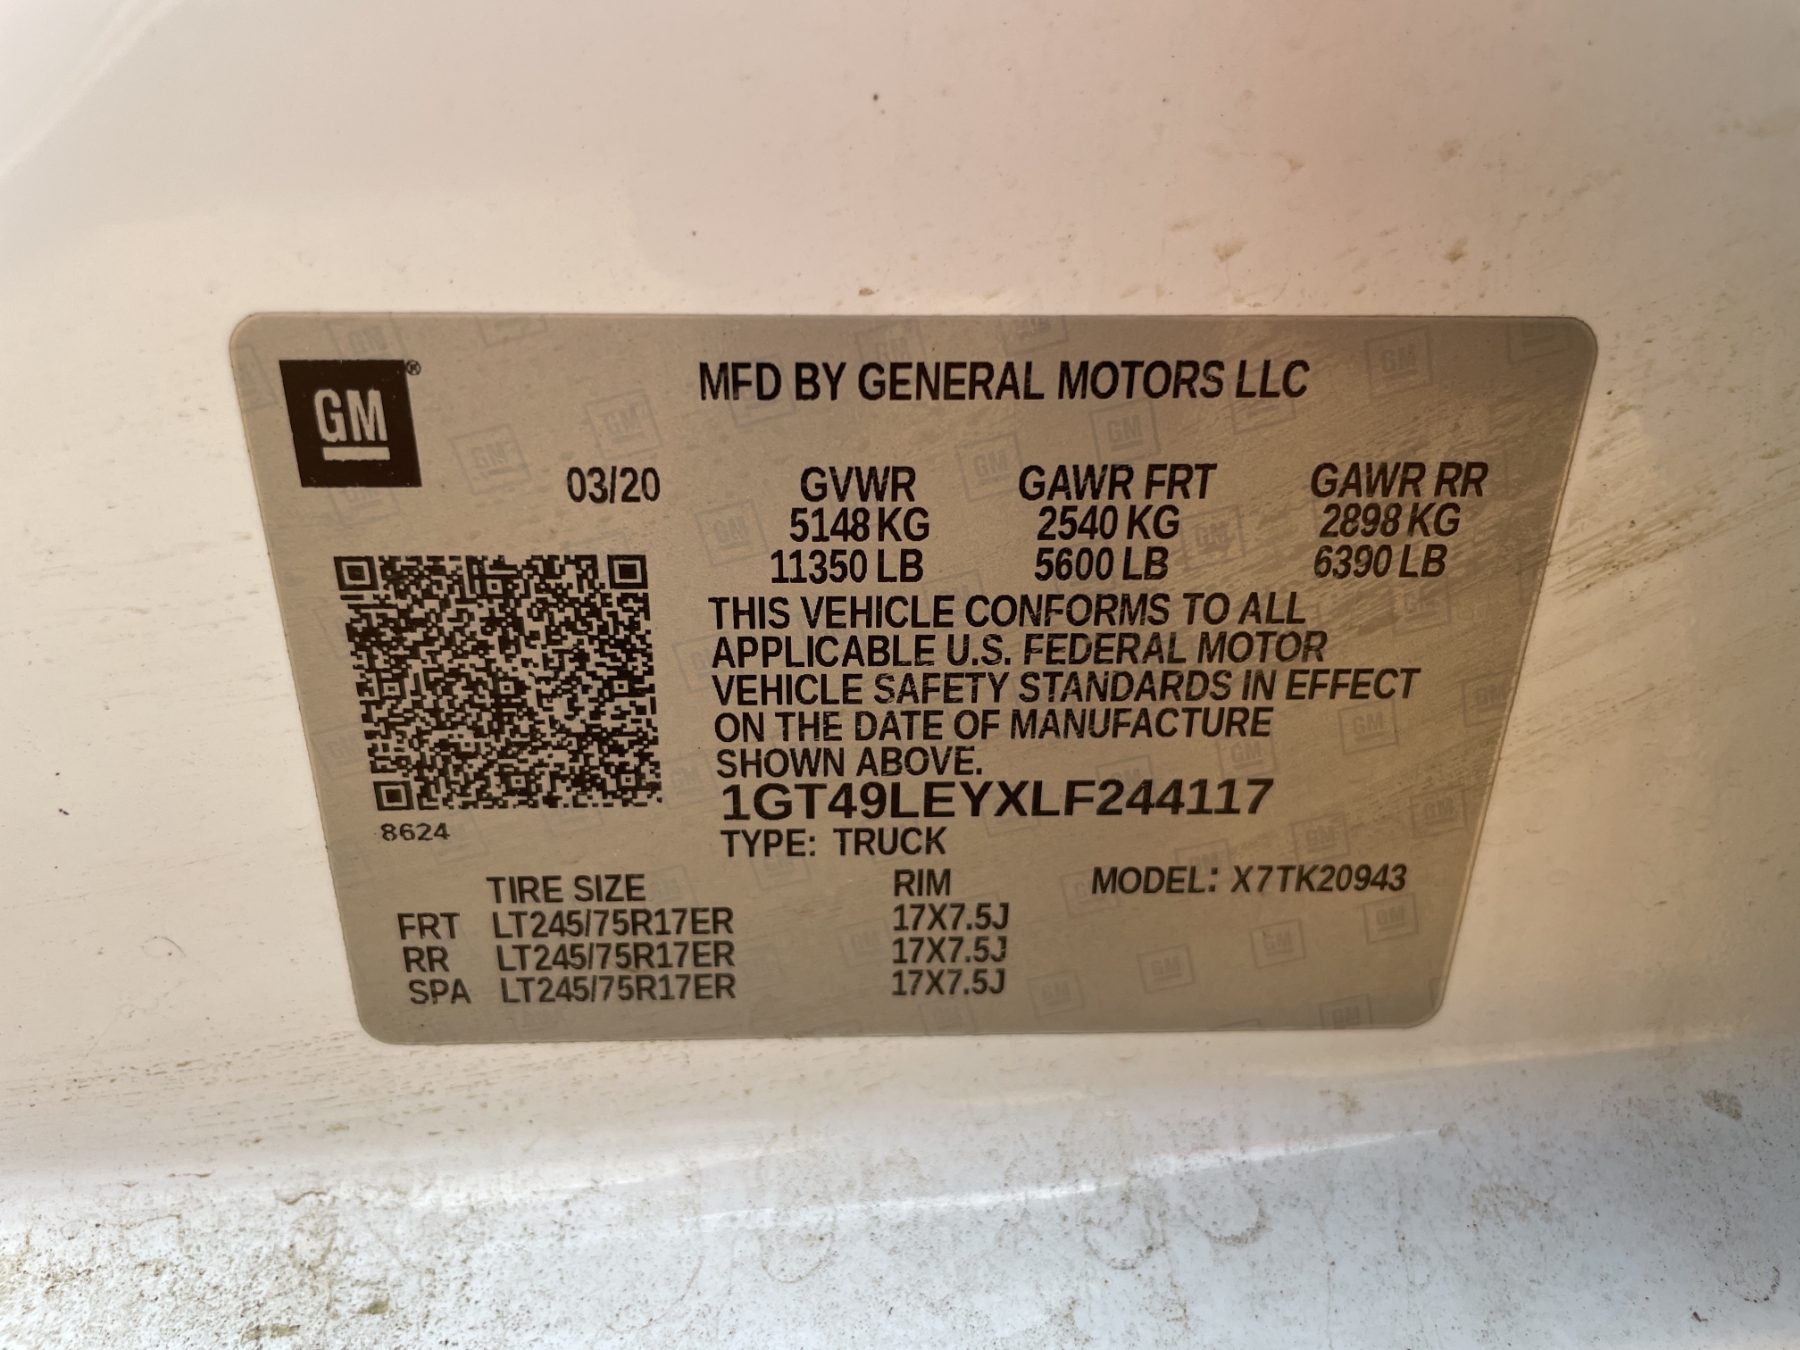 GM®
MFD BY GENERAL MOTORS LLC
03/20 GVWR GAWR FRT GAWR RR
5148 KG 2540 KG 2898 KG
11350 LB 5600 LB 6390 LB
THIS VEHICLE CONFORMS TO ALL
APPLICABLE U.S. FEDERAL MOTOR
VEHICLE SAFETY STANDARDS IN EFFECT
ON THE DATE OF MANUFACTURE
SHOWN ABOVE.
1GT49LEYXLF244117
8624
TYPE: TRUCK
TIRE SIZE RIM MODEL: X7TK20943
FRT LT245/75R17ER 17X7.5J
RR LT245/75R17ER 17X7.5J
SPA LT245/75R17ER 17X7.5J